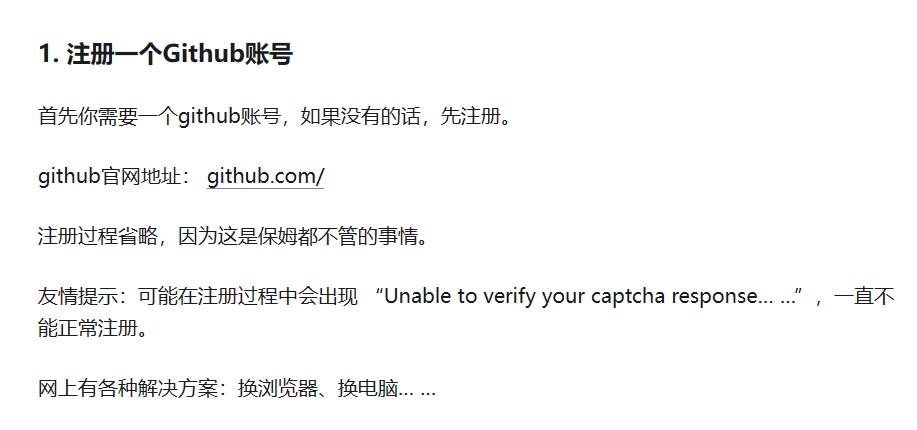 1. 注册一个Github账号
首先你需要一个github账号，如果没有的话，先注册。
github官网地址： github.com/
注册过程省略，因为这是保姆都不管的事情。
友情提示：可能在注册过程中会出现 “Unable to verify your captcha response... ...”，一直不
能正常注册。
网上有各种解决方案：换浏览器、换电脑... ...